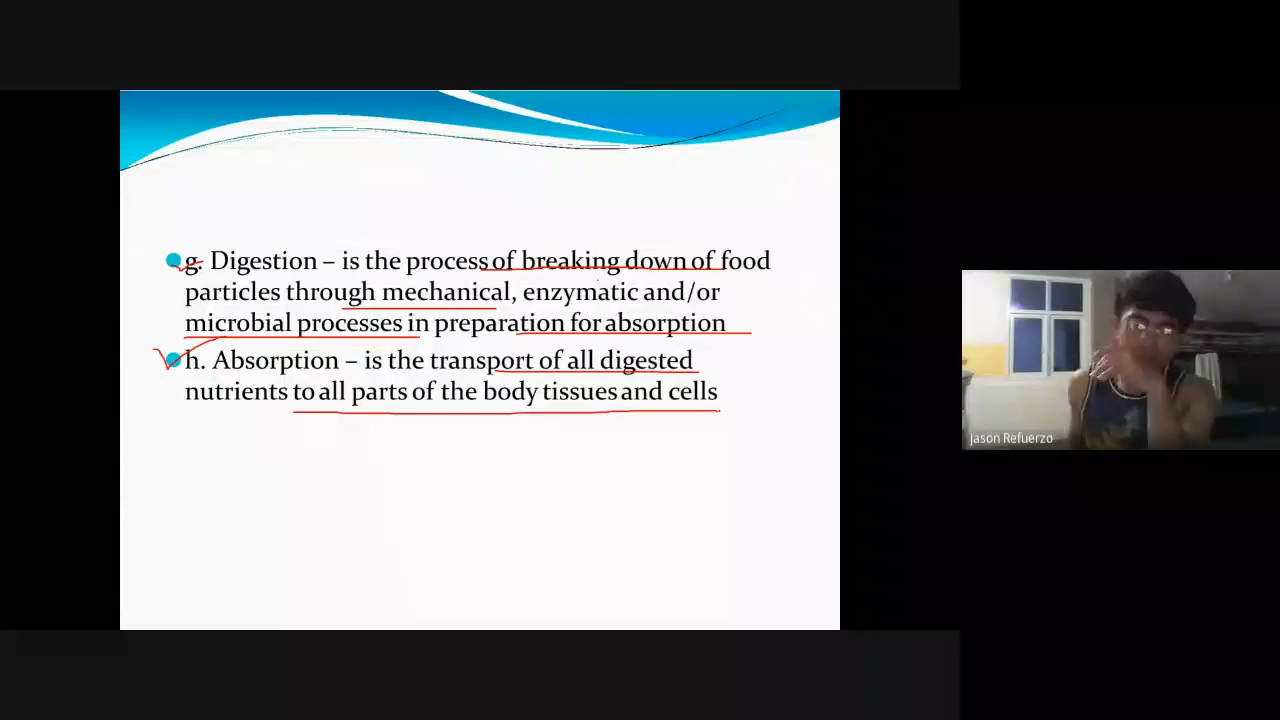 g. Digestion – is the process of breaking down of food
particles through mechanical, enzymatic and/or
microbial processes in preparation for absorption
h. Absorption – is the transport of all digested
nutrients to all parts of the body tissues and cells
Jason Refuerzo